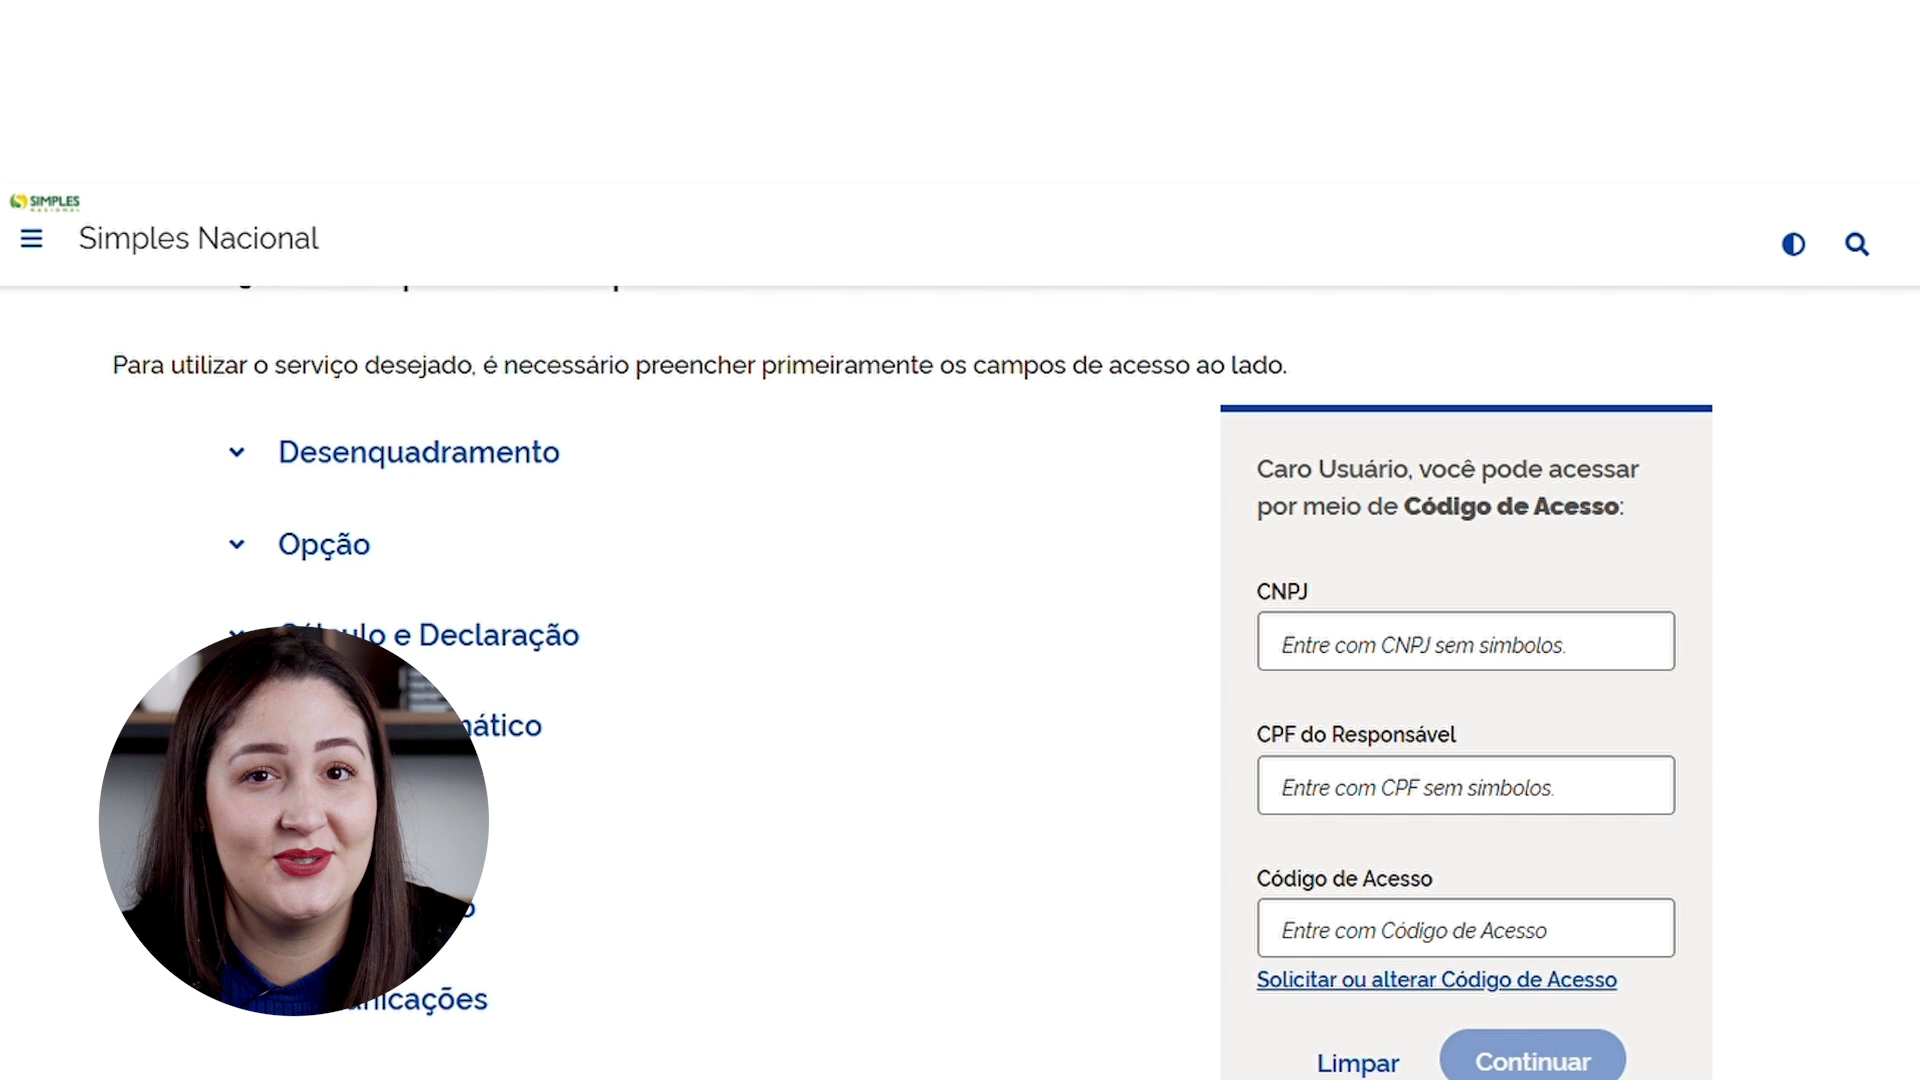 SIMPLES
NACIONAL
Simples Nacional
Para utilizar o serviço desejado, é necessário preencher primeiramente os campos de acesso ao lado.
Desenquadramento
Opção
e Declaração
Caro Usuário, você pode acessar
por meio de Código de Acesso:
CNPJ
Entre com CNPJ sem simbolos.
CPF do Responsável
Entre com CPF sem simbolos.
Código de Acesso
Entre com Código de Acesso
Solicitar ou alterar Código de Acesso
Limpar
Continuar